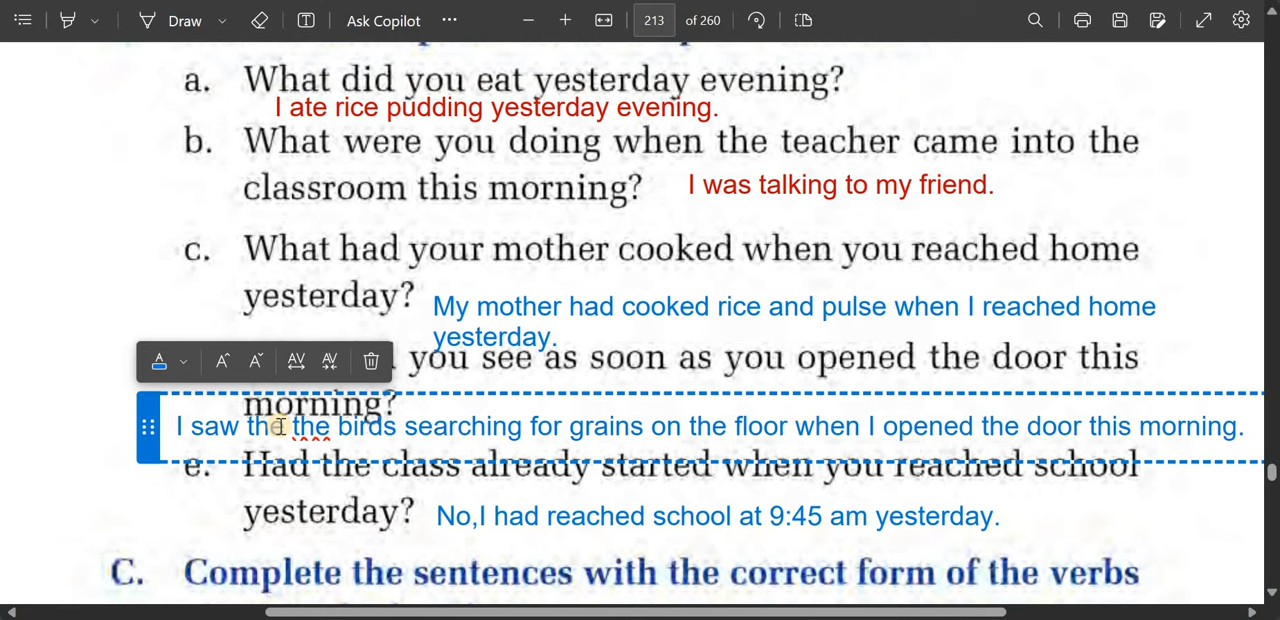 Draw Ask Copilot 213 of 260
a. What did you eat yesterday evening?
I ate rice pudding yesterday evening.
b. What were you doing when the teacher came into the
classroom this morning? I was talking to my friend.
c. What had your mother cooked when you reached home
yesterday? My mother had cooked rice and pulse when I reached home
yesterday.
you see as soon as you opened the door this
morning?
I saw the the birds searching for grains on the floor when I opened the door this morning.
e. Had the class already started when you reached school
yesterday? No,I had reached school at 9:45 am yesterday.
C. Complete the sentences with the correct form of the verbs